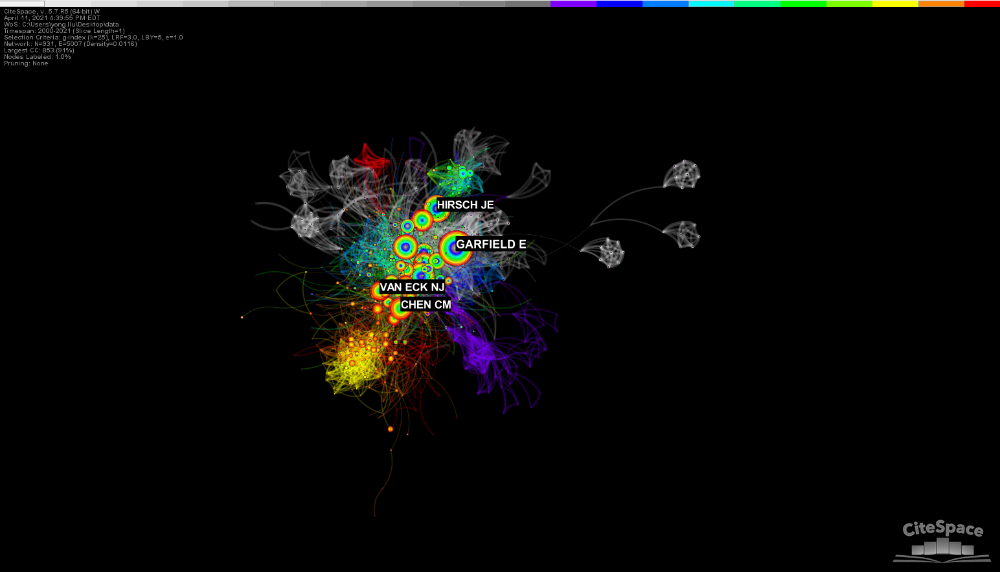 CiteSpace, v. 5.7.R5 (64-bit) W
April 11, 2021 4:39:55 PM EDT
WoS: C:\Users\yong liu\Desktop\data
Timespan: 2000-2021 (Slice Length=1)
Selection Criteria: g-index (k=25), LRF=3.0, LBY=5, e=1.0
Network: N=931, E=5007 (Density=0.0116)
Largest CC: 853 (91%)
Nodes Labeled: 1.0%
Pruning: None
HIRSCH JE
GARFIELD E
VAN ECK NJ
CHEN CM
CiteSpace